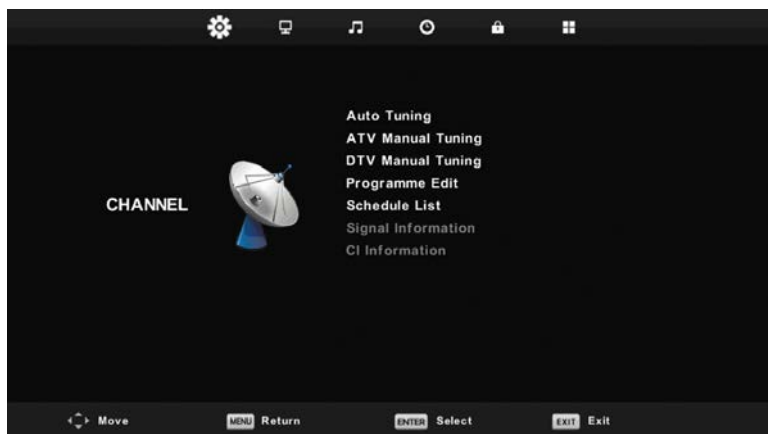 CHANNEL
Auto Tuning
ATV Manual Tuning
DTV Manual Tuning
Programme Edit
Schedule List
Signal Information
CI Information
Move MENU Return ENTER Select EXIT Exit